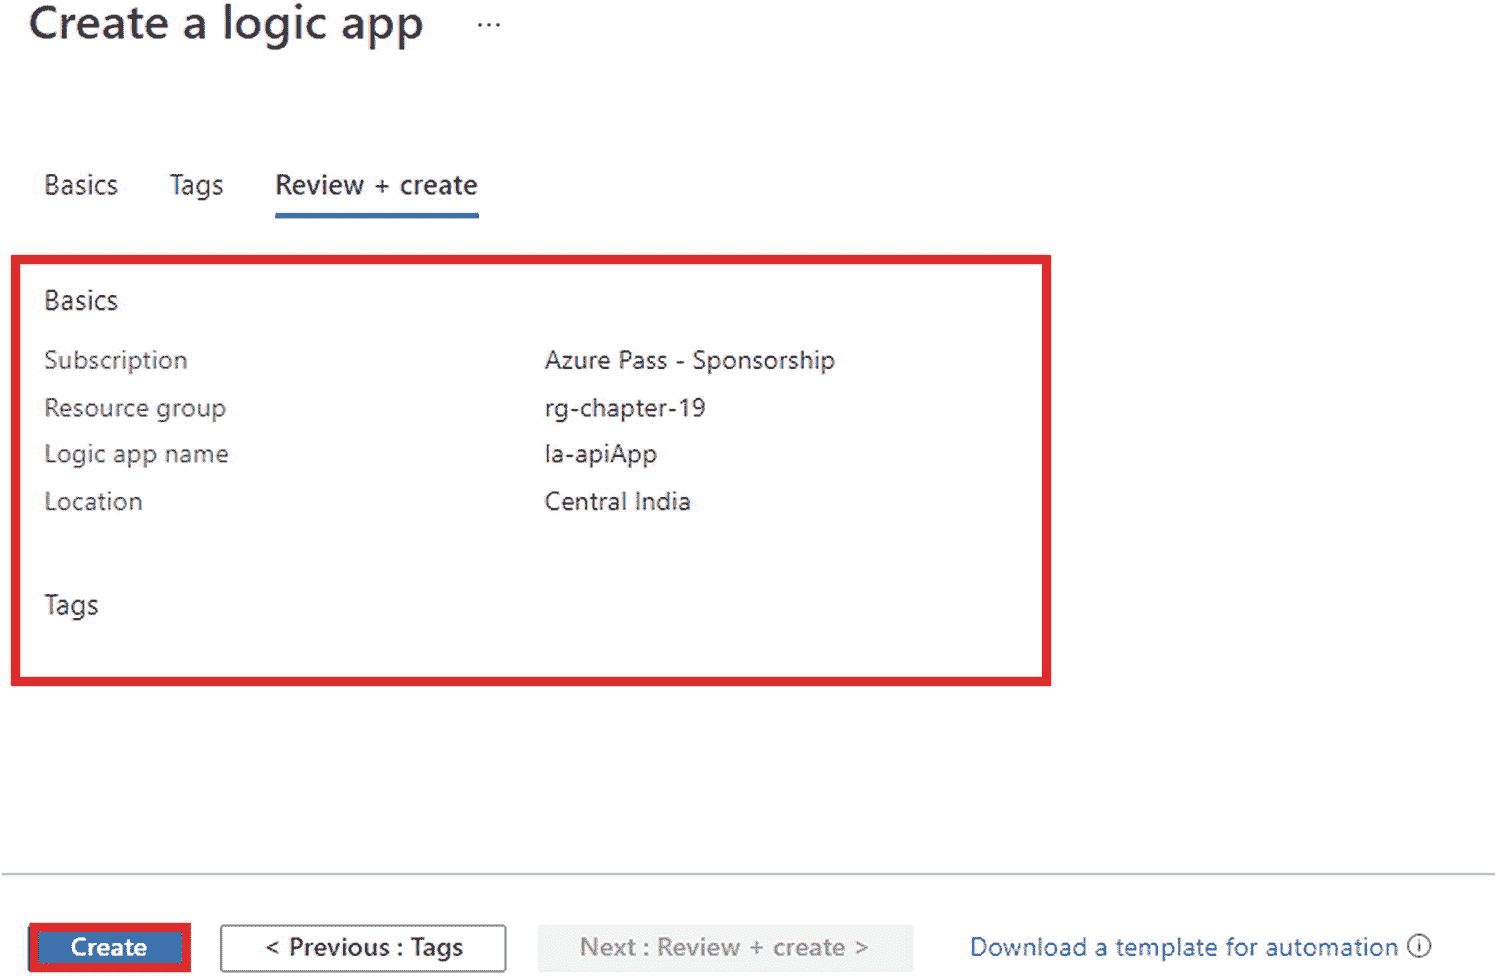 Create a logic app ...
Basics Tags Review + create
Basics
Subscription Azure Pass - Sponsorship
Resource group rg-chapter-19
Logic app name la-apiApp
Location Central India
Tags
Create < Previous : Tags Next : Review + create > Download a template for automation